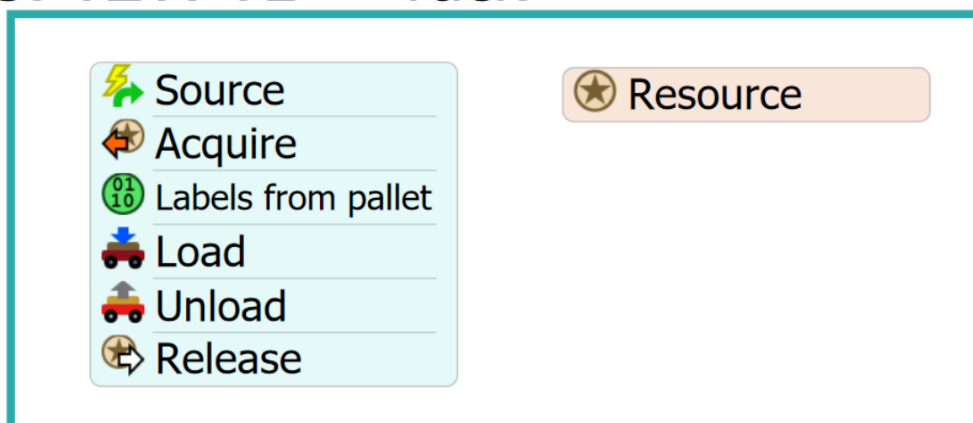 Source
Acquire
Labels from pallet
Load
Unload
Release
Resource